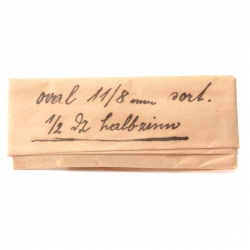 oval 11/8 mm sort.
1/2 dz halbzinn